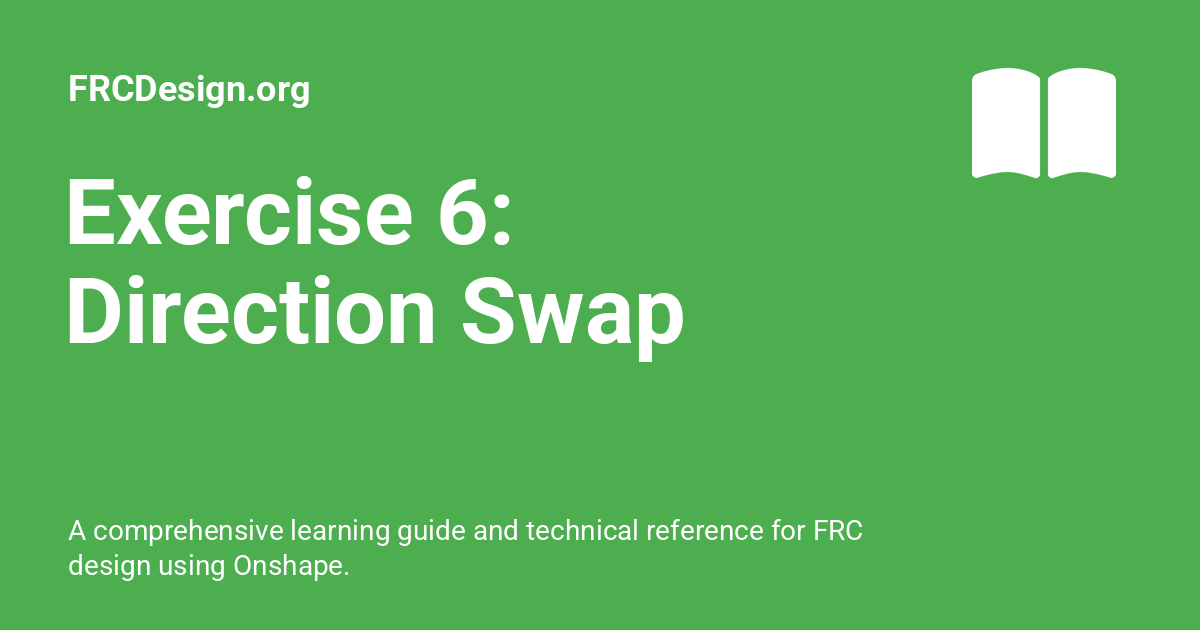 FRCDesign.org
Exercise 6:
Direction Swap
A comprehensive learning guide and technical reference for FRC
design using Onshape.